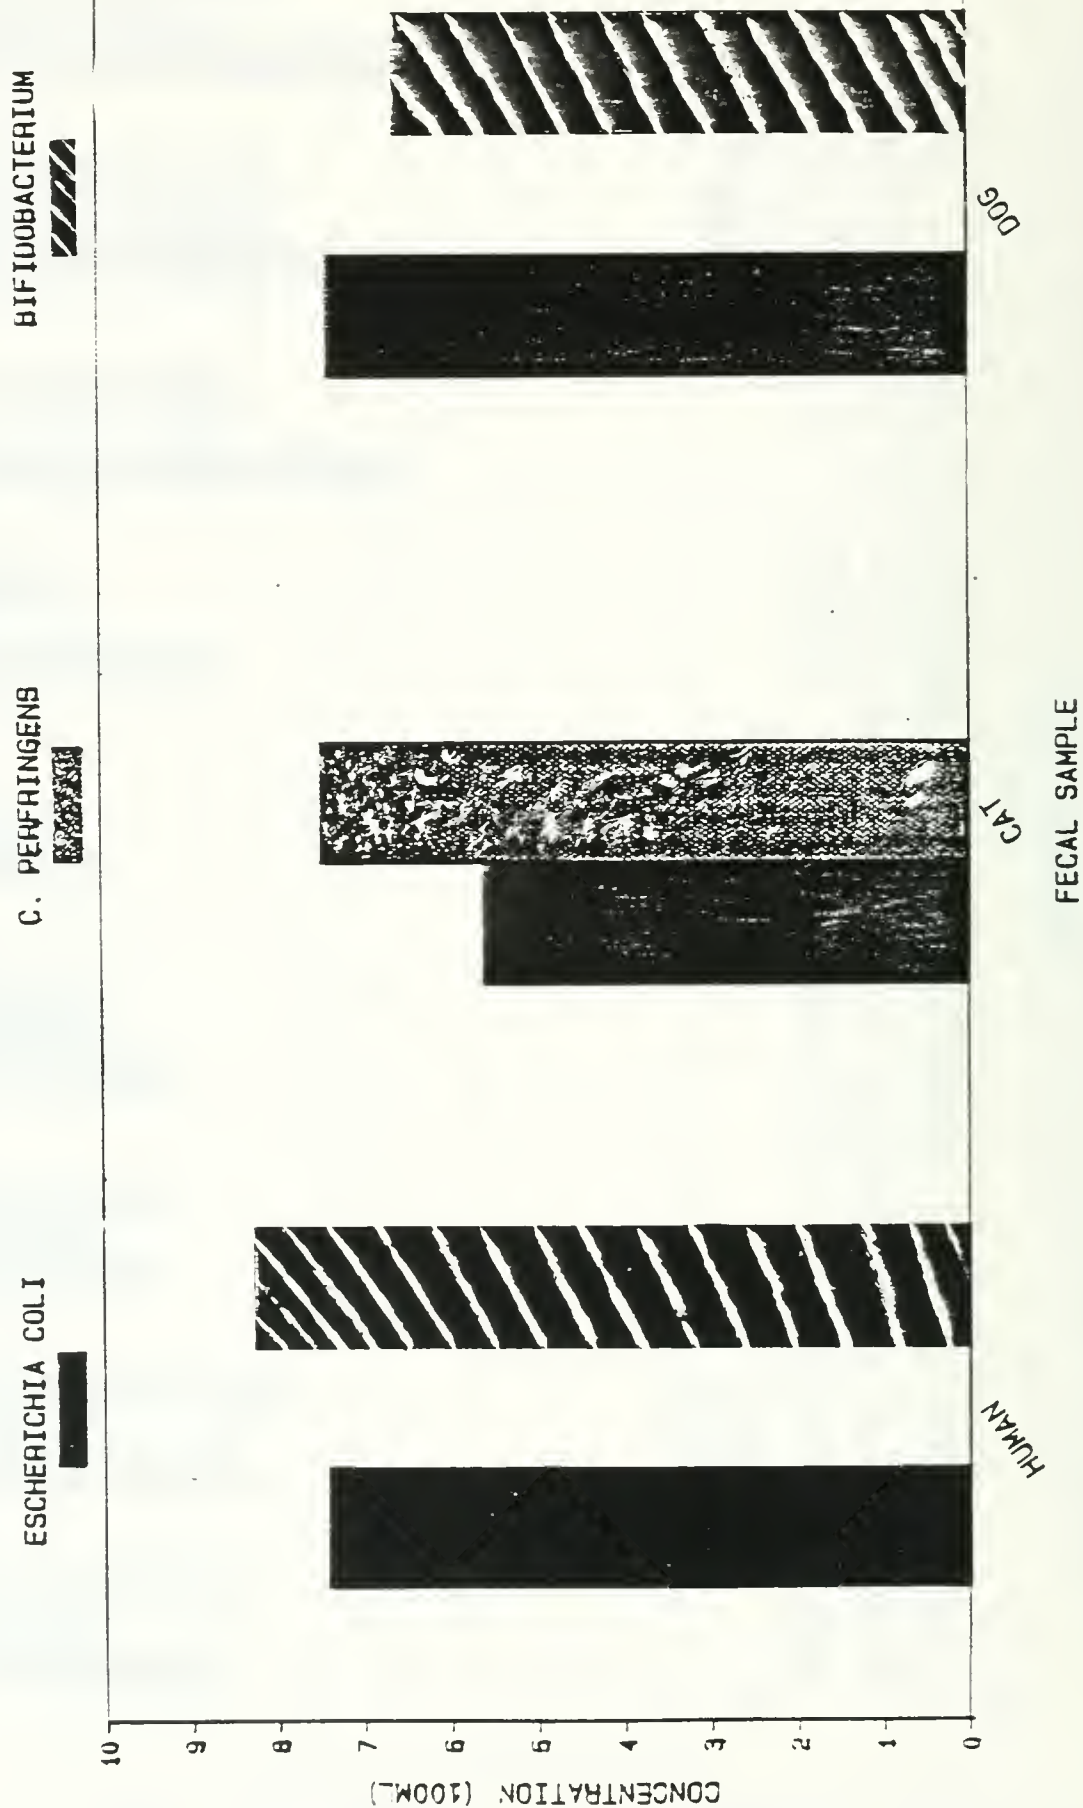 ESCHERICHIA COLI
C. PERFRINGENS
BIFIDOBACTERIUM
CONCENTRATION (100ML)
10
9
8
7
6
5
4
3
2
1
0
HUMAN
CAT
DOG
FECAL SAMPLE